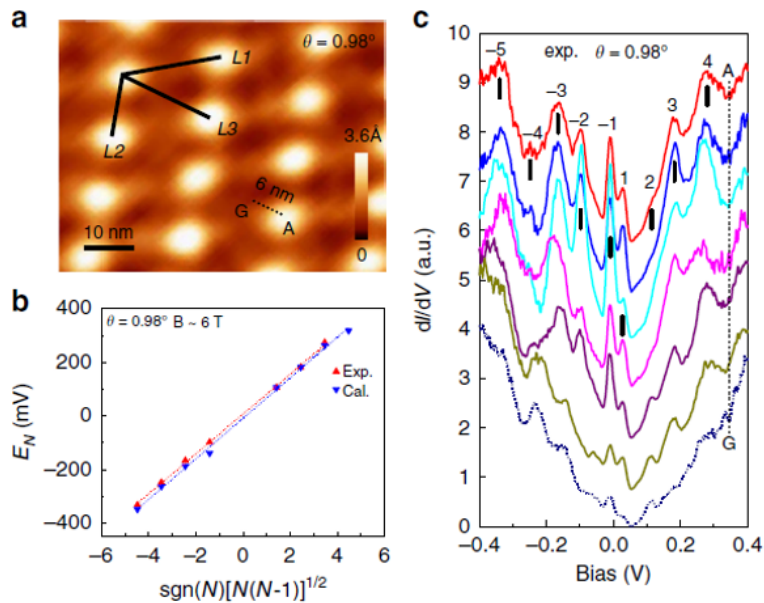 a
θ = 0.98°
L1
L2
L3
3.6Å
0
6 nm
G
A
10 nm
b
θ = 0.98° B ~ 6 T
Exp.
Cal.
400
200
0
−200
−400
E_N (mV)
−6 −4 −2 0 2 4 6
sgn(N)[N(N-1)]^1/2
c
exp. θ = 0.98°
−5 −4 −3 −2 −1 1 2 3 4
A
G
10
9
8
7
6
5
4
3
2
1
0
dI/dV (a.u.)
−0.4 −0.2 0.0 0.2 0.4
Bias (V)